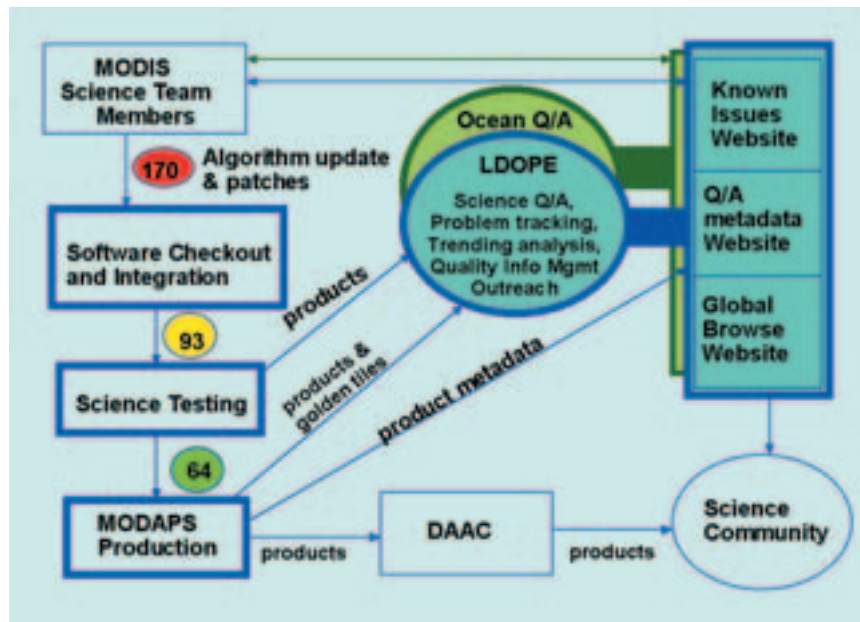 MODIS
Science Team
Members
170
Algorithm update
& patches
Software Checkout
and Integration
93
Science Testing
64
MODAPS
Production
products
products &
golden tiles
product metadata
Ocean Q/A
LDOPE
Science Q/A,
Problem tracking,
Trending analysis,
Quality Info Mgmt
Outreach
Known
Issues
Website
Q/A
metadata
Website
Global
Browse
Website
products
DAAC
products
Science
Community